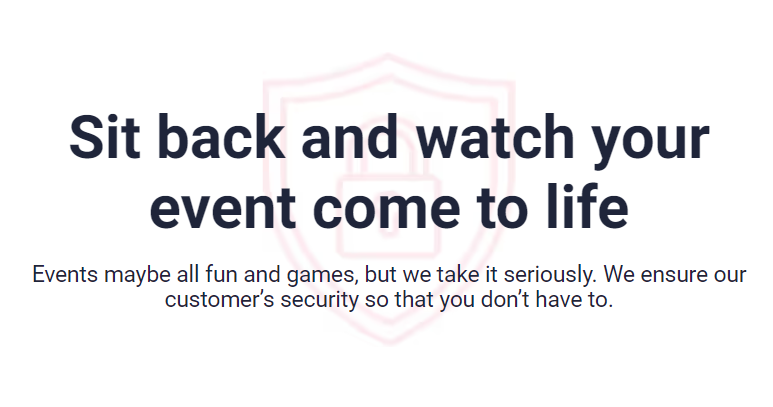 Sit back and watch your
event come to life
Events maybe all fun and games, but we take it seriously. We ensure our
customer’s security so that you don’t have to.